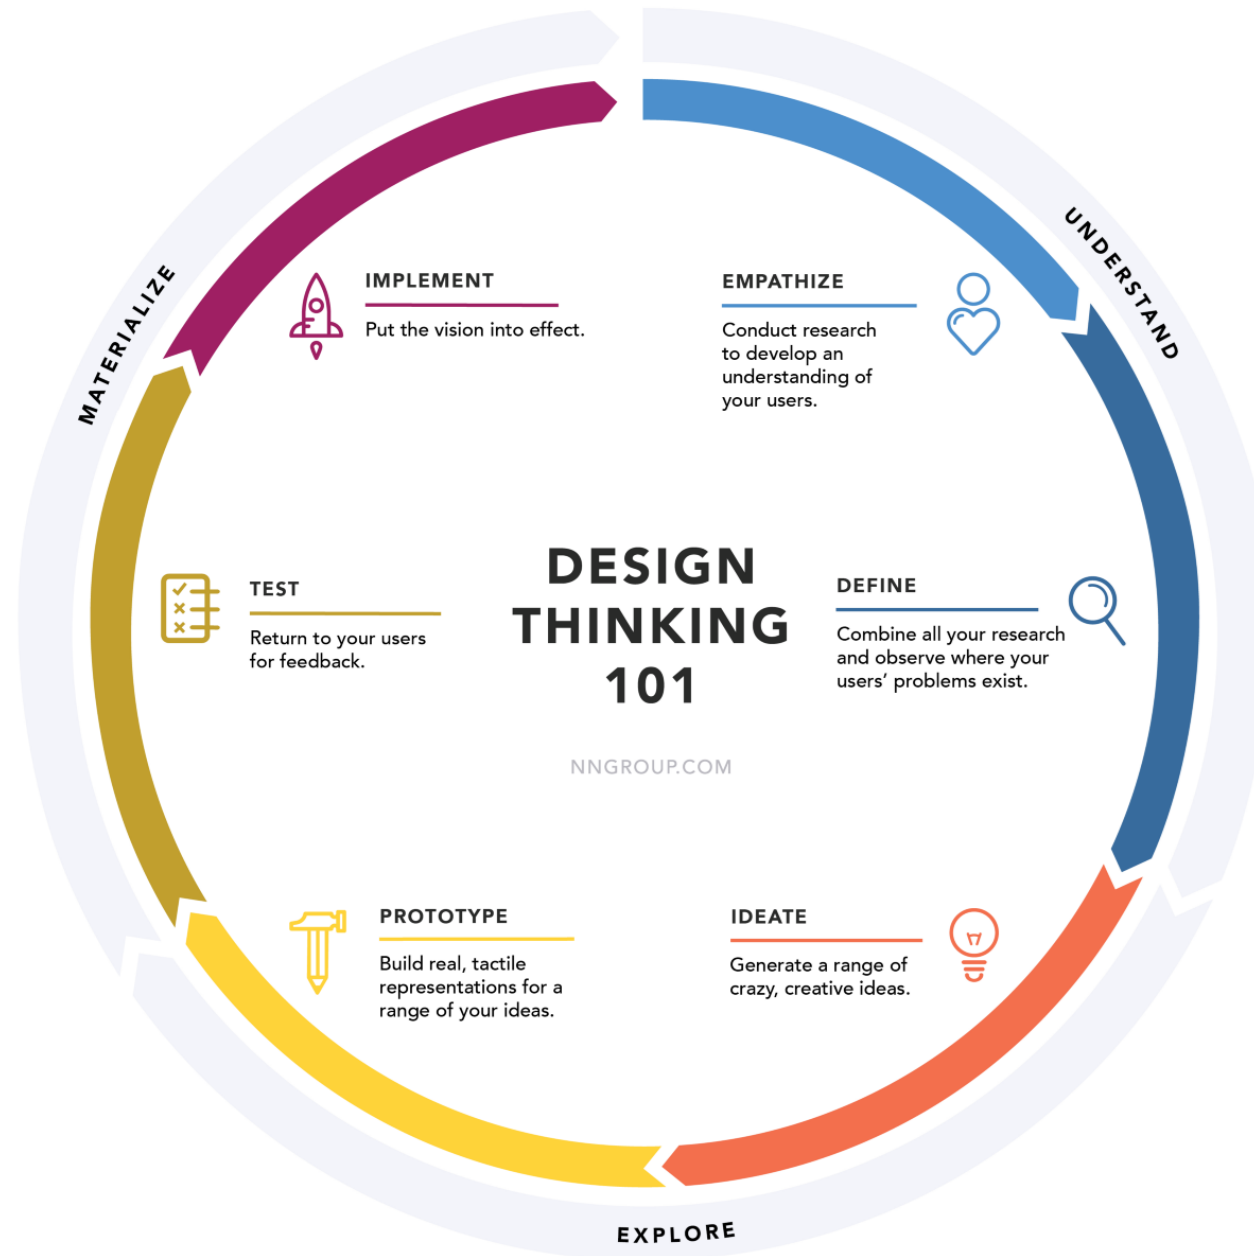 DESIGN
THINKING
101
NNGROUP.COM
UNDERSTAND
EMPATHIZE
Conduct research
to develop an
understanding of
your users.
DEFINE
Combine all your research
and observe where your
users’ problems exist.
EXPLORE
IDEATE
Generate a range of
crazy, creative ideas.
PROTOTYPE
Build real, tactile
representations for a
range of your ideas.
MATERIALIZE
TEST
Return to your users
for feedback.
IMPLEMENT
Put the vision into effect.